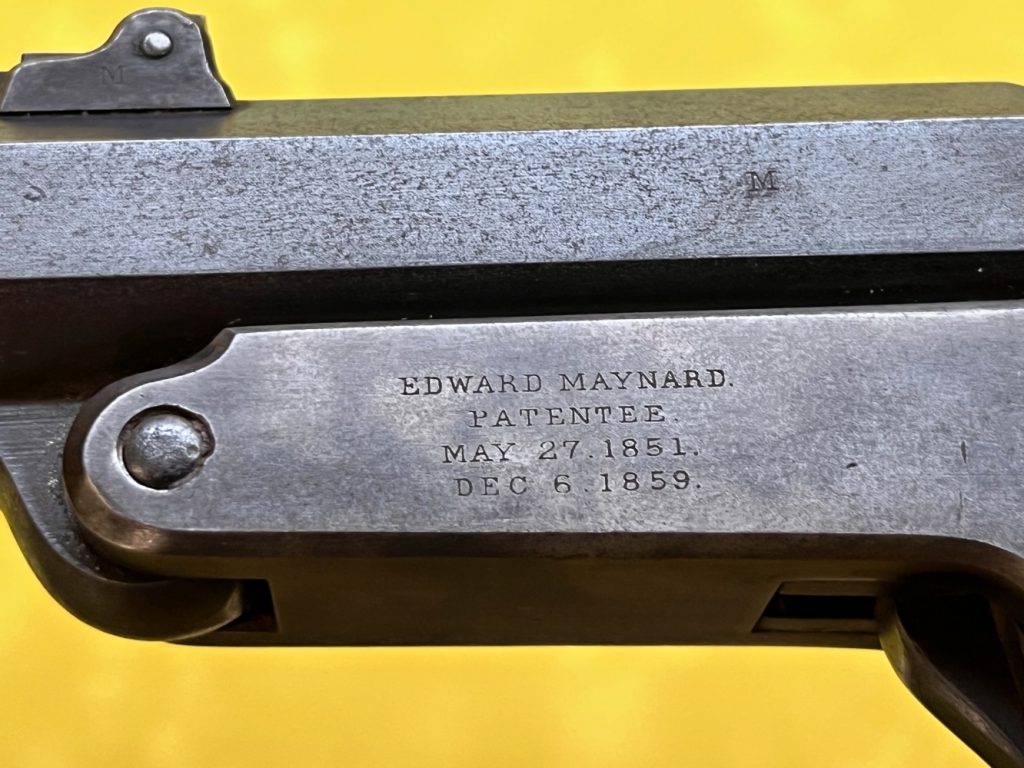 M
M
EDWARD MAYNARD.
PATENTEE.
MAY 27.1851.
DEC 6.1859.